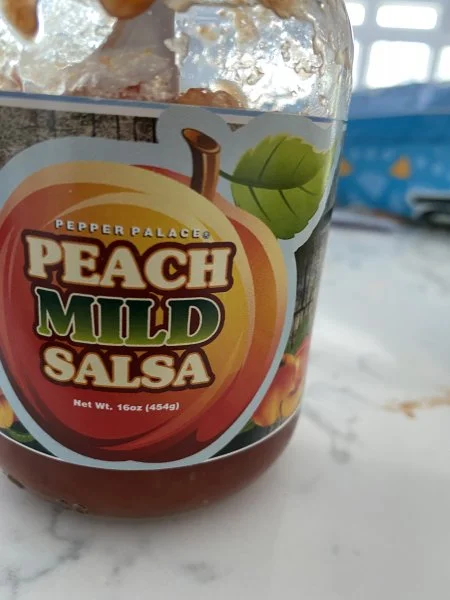 PEPPER PALACE®
PEACH
MILD
SALSA
Net Wt. 16oz (454g)